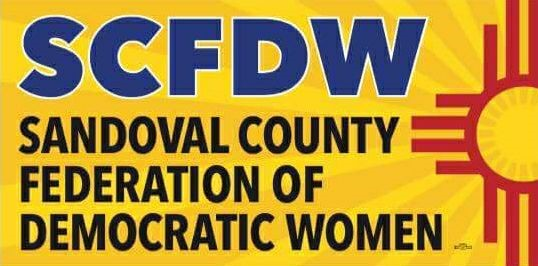 SCFDW
SANDOVAL COUNTY
FEDERATION OF
DEMOCRATIC WOMEN